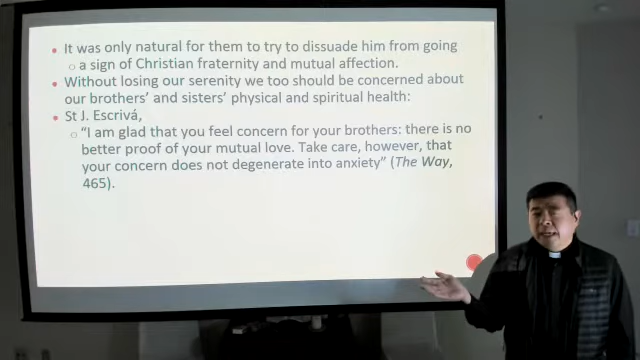 • It was only natural for them to try to dissuade him from going
○ a sign of Christian fraternity and mutual affection.
• Without losing our serenity we too should be concerned about
our brothers' and sisters' physical and spiritual health:
• St J. Escrivá,
○ "I am glad that you feel concern for your brothers: there is no
better proof of your mutual love. Take care, however, that
your concern does not degenerate into anxiety" (The Way,
465).